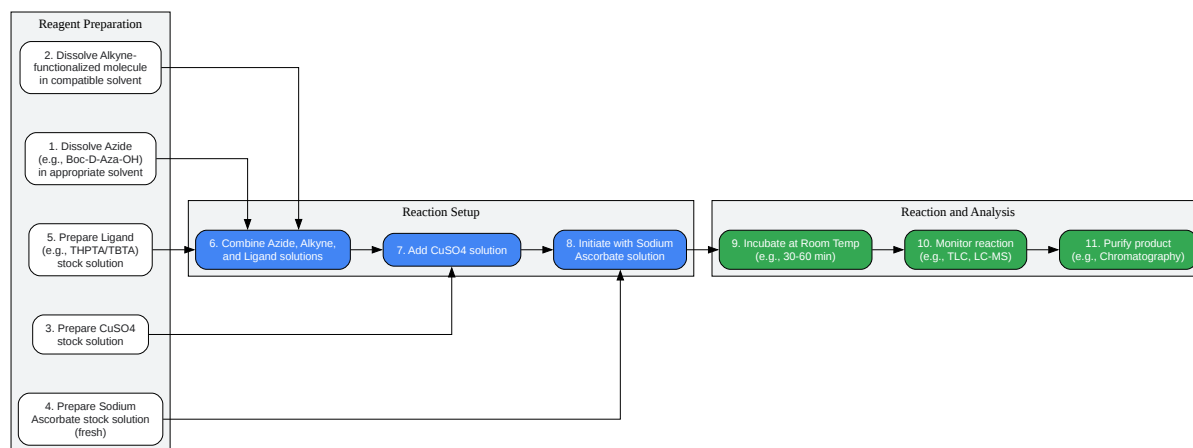 Reagent Preparation
2. Dissolve Alkyne-
functionalized molecule
in compatible solvent
1. Dissolve Azide
(e.g., Boc-D-Aza-OH)
in appropriate solvent
5. Prepare Ligand
(e.g., THPTA/TBTA)
stock solution
3. Prepare CuSO4
stock solution
4. Prepare Sodium
Ascorbate stock solution
(fresh)
Reaction Setup
6. Combine Azide, Alkyne,
and Ligand solutions
7. Add CuSO4 solution
8. Initiate with Sodium
Ascorbate solution
Reaction and Analysis
9. Incubate at Room Temp
(e.g., 30-60 min)
10. Monitor reaction
(e.g., TLC, LC-MS)
11. Purify product
(e.g., Chromatography)